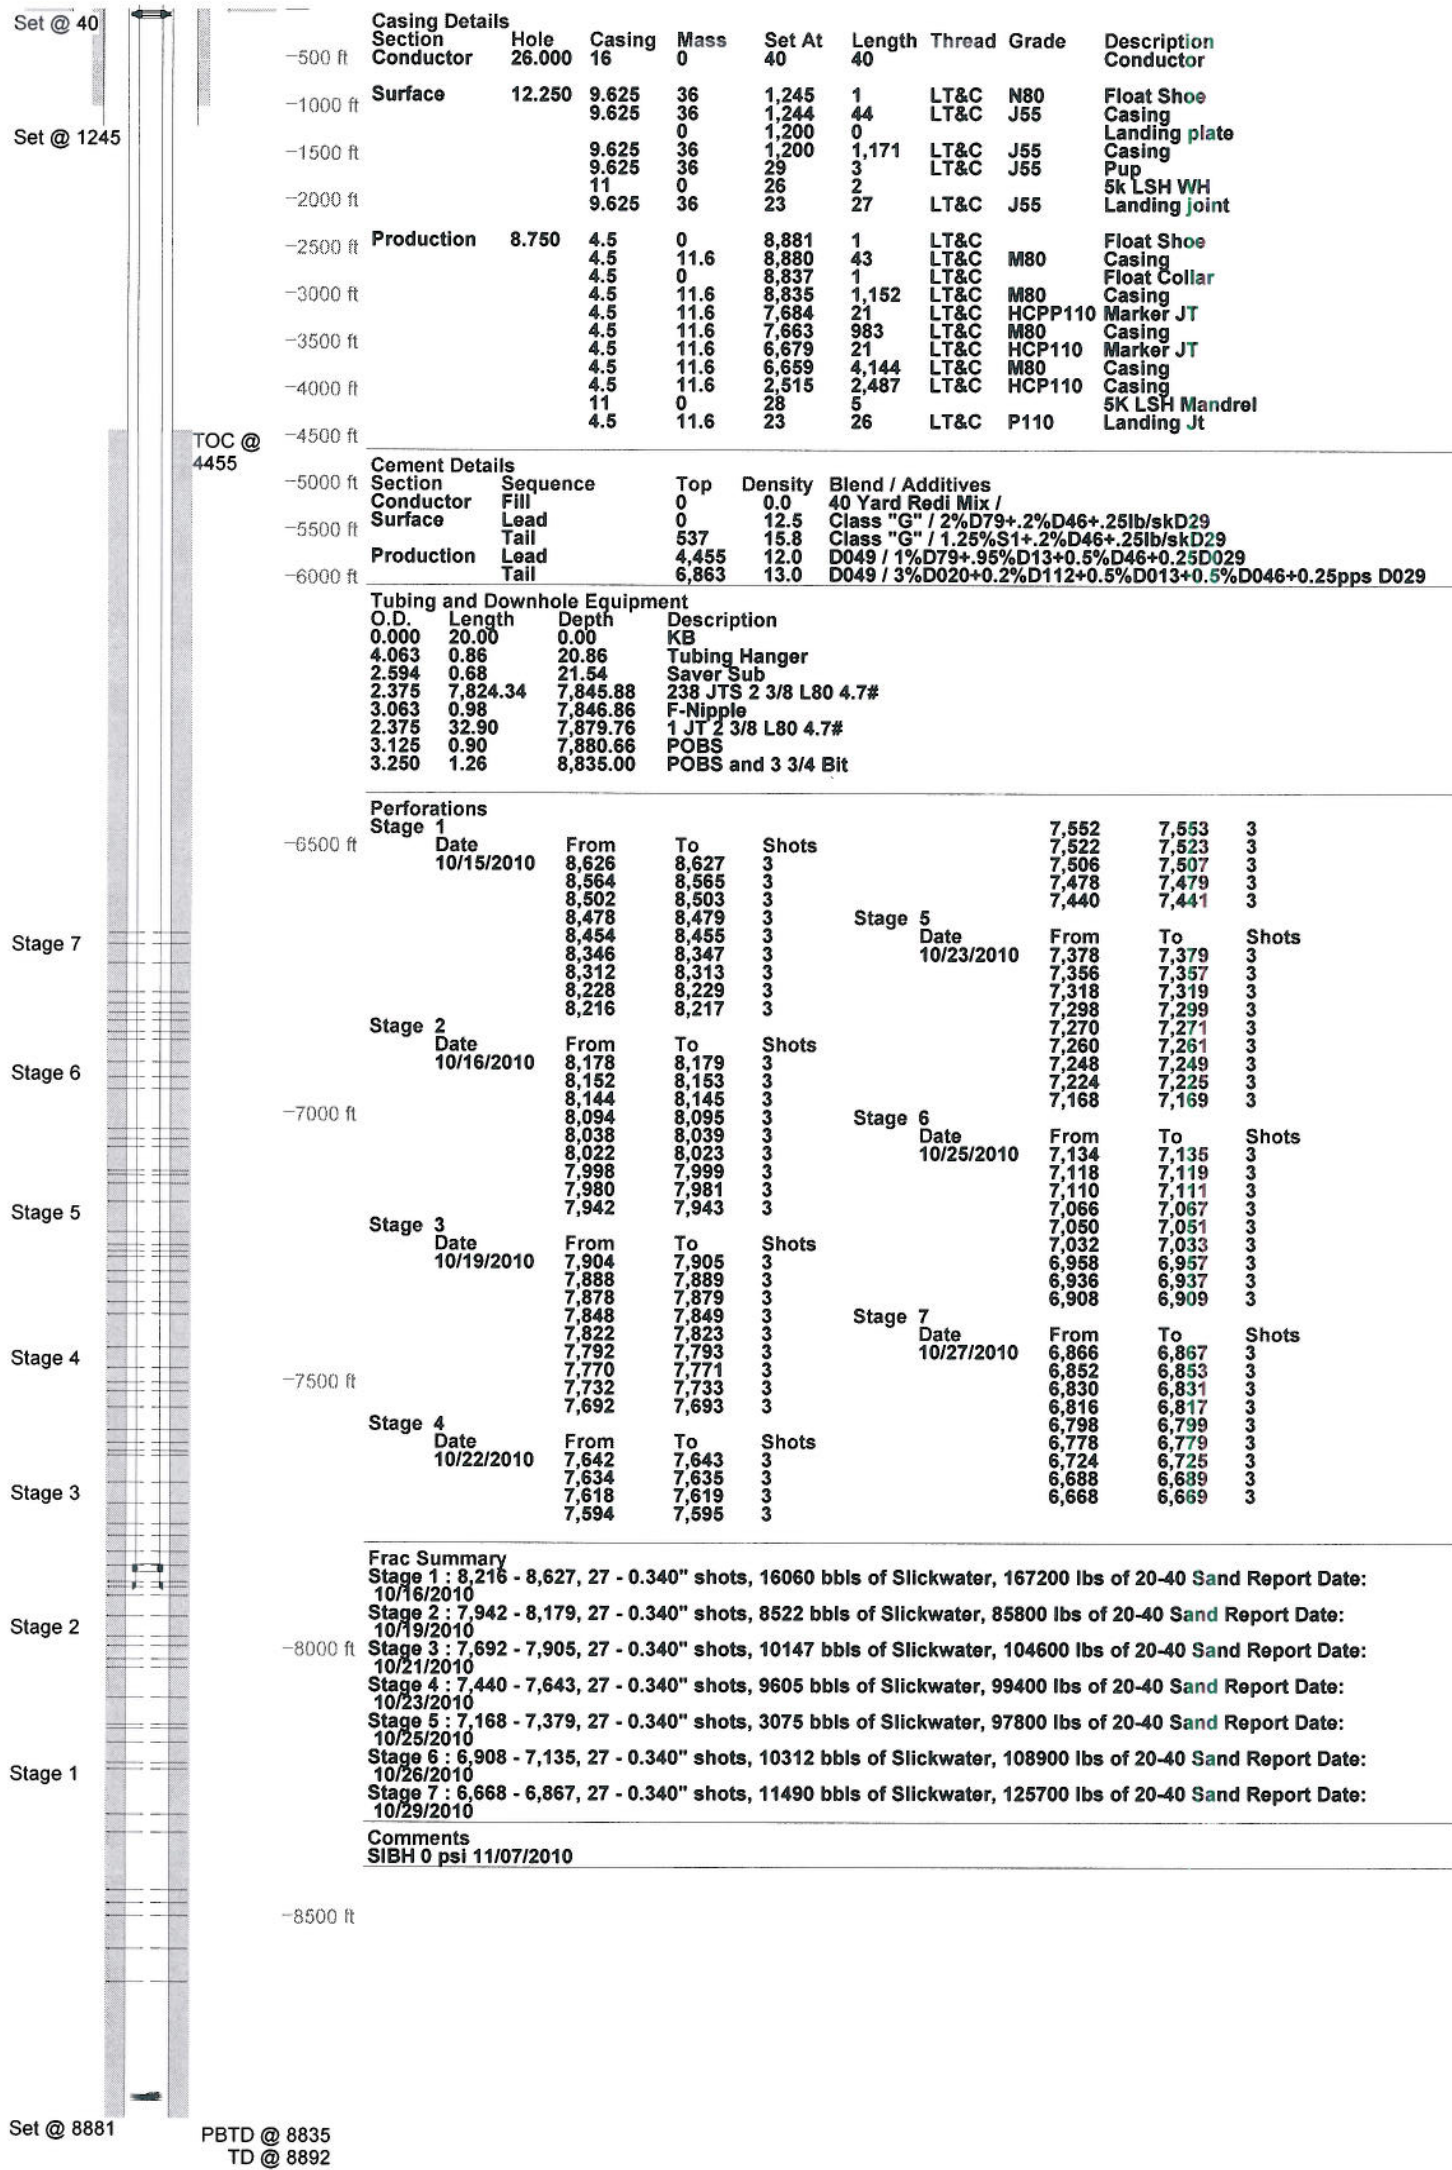 Set @ 40
Set @ 1245
TOC @
4455
Stage 7
Stage 6
Stage 5
Stage 4
Stage 3
Stage 2
Stage 1
Set @ 8881
PBTD @ 8835
TD @ 8892
-500 ft
-1000 ft
-1500 ft
-2000 ft
-2500 ft
-3000 ft
-3500 ft
-4000 ft
-4500 ft
-5000 ft
-5500 ft
-6000 ft
-6500 ft
-7000 ft
-7500 ft
-8000 ft
-8500 ft
Casing Details
Section Hole Casing Mass Set At Length Thread Grade Description
Conductor 26.000 16 0 40 40 Conductor
Surface 12.250 9.625 36 1,245 1 LT&C N80 Float Shoe
9.625 36 1,244 44 LT&C J55 Casing
0 1,200 0 Landing plate
9.625 36 1,200 1,171 LT&C J55 Casing
9.625 36 29 3 LT&C J55 Pup
11 0 26 2 5k LSH WH
9.625 36 23 27 LT&C J55 Landing joint
Production 8.750 4.5 0 8,881 1 LT&C Float Shoe
4.5 11.6 8,880 43 LT&C M80 Casing
4.5 0 8,837 1 LT&C Float Collar
4.5 11.6 8,835 1,152 LT&C M80 Casing
4.5 11.6 7,684 21 LT&C HCPP110 Marker JT
4.5 11.6 7,663 983 LT&C M80 Casing
4.5 11.6 6,679 21 LT&C HCP110 Marker JT
4.5 11.6 6,659 4,144 LT&C M80 Casing
4.5 11.6 2,515 2,487 LT&C HCP110 Casing
11 0 28 5 5K LSH Mandrel
4.5 11.6 23 26 LT&C P110 Landing Jt
Cement Details
Section Sequence Top Density Blend / Additives
Conductor Fill 0 0.0 40 Yard Redi Mix /
Surface Lead 0 12.5 Class "G" / 2%D79+.2%D46+.25lb/skD29
Tail 537 15.8 Class "G" / 1.25%S1+.2%D46+.25lb/skD29
Production Lead 4,455 12.0 D049 / 1%D79+.95%D13+0.5%D46+0.25D029
Tail 6,863 13.0 D049 / 3%D020+0.2%D112+0.5%D013+0.5%D046+0.25pps D029
Tubing and Downhole Equipment
O.D. Length Depth Description
0.000 20.00 0.00 KB
4.063 0.86 20.86 Tubing Hanger
2.594 0.68 21.54 Saver Sub
2.375 7,824.34 7,845.88 238 JTS 2 3/8 L80 4.7#
3.063 0.98 7,846.86 F-Nipple
2.375 32.90 7,879.76 1 JT 2 3/8 L80 4.7#
3.125 0.90 7,880.66 POBS
3.250 1.26 8,835.00 POBS and 3 3/4 Bit
Perforations
Stage 1
Date From To Shots
10/15/2010 8,626 8,627 3
8,564 8,565 3
8,502 8,503 3
8,478 8,479 3
8,454 8,455 3
8,346 8,347 3
8,312 8,313 3
8,228 8,229 3
8,216 8,217 3
Stage 2
Date From To Shots
10/16/2010 8,178 8,179 3
8,152 8,153 3
8,144 8,145 3
8,094 8,095 3
8,038 8,039 3
8,022 8,023 3
7,998 7,999 3
7,980 7,981 3
7,942 7,943 3
Stage 3
Date From To Shots
10/19/2010 7,904 7,905 3
7,888 7,889 3
7,878 7,879 3
7,848 7,849 3
7,822 7,823 3
7,792 7,793 3
7,770 7,771 3
7,732 7,733 3
7,692 7,693 3
Stage 4
Date From To Shots
10/22/2010 7,642 7,643 3
7,634 7,635 3
7,618 7,619 3
7,594 7,595 3
7,552 7,553 3
7,522 7,523 3
7,506 7,507 3
7,478 7,479 3
7,440 7,441 3
Stage 5
Date From To Shots
10/23/2010 7,378 7,379 3
7,356 7,357 3
7,318 7,319 3
7,298 7,299 3
7,270 7,271 3
7,260 7,261 3
7,248 7,249 3
7,224 7,225 3
7,168 7,169 3
Stage 6
Date From To Shots
10/25/2010 7,134 7,135 3
7,118 7,119 3
7,110 7,111 3
7,066 7,067 3
7,050 7,051 3
7,032 7,033 3
6,958 6,957 3
6,936 6,937 3
6,908 6,909 3
Stage 7
Date From To Shots
10/27/2010 6,866 6,867 3
6,852 6,853 3
6,830 6,831 3
6,816 6,817 3
6,798 6,799 3
6,778 6,779 3
6,724 6,725 3
6,688 6,689 3
6,668 6,669 3
Frac Summary
Stage 1 : 8,216 - 8,627, 27 - 0.340" shots, 16060 bbls of Slickwater, 167200 lbs of 20-40 Sand Report Date:
10/16/2010
Stage 2 : 7,942 - 8,179, 27 - 0.340" shots, 8522 bbls of Slickwater, 85800 lbs of 20-40 Sand Report Date:
10/19/2010
Stage 3 : 7,692 - 7,905, 27 - 0.340" shots, 10147 bbls of Slickwater, 104600 lbs of 20-40 Sand Report Date:
10/21/2010
Stage 4 : 7,440 - 7,643, 27 - 0.340" shots, 9605 bbls of Slickwater, 99400 lbs of 20-40 Sand Report Date:
10/23/2010
Stage 5 : 7,168 - 7,379, 27 - 0.340" shots, 3075 bbls of Slickwater, 97800 lbs of 20-40 Sand Report Date:
10/25/2010
Stage 6 : 6,908 - 7,135, 27 - 0.340" shots, 10312 bbls of Slickwater, 108900 lbs of 20-40 Sand Report Date:
10/26/2010
Stage 7 : 6,668 - 6,867, 27 - 0.340" shots, 11490 bbls of Slickwater, 125700 lbs of 20-40 Sand Report Date:
10/29/2010
Comments
SIBH 0 psi 11/07/2010